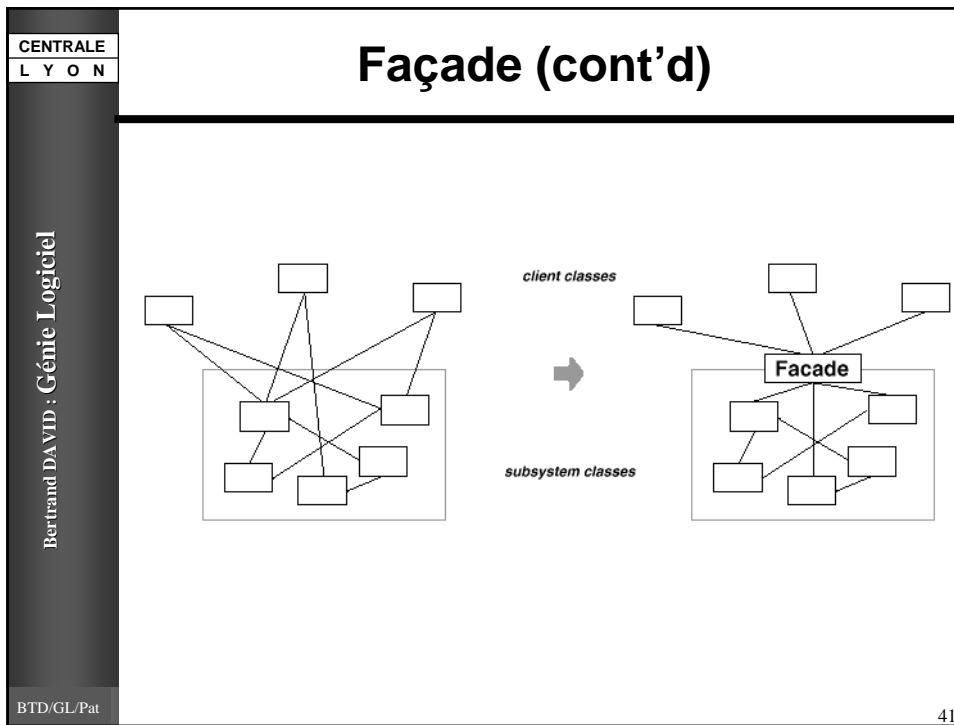 CENTRALE
L Y O N
Façade (cont'd)
Bertrand DAVID : Génie Logiciel
client classes
Facade
subsystem classes
BTD/GL/Pat
41